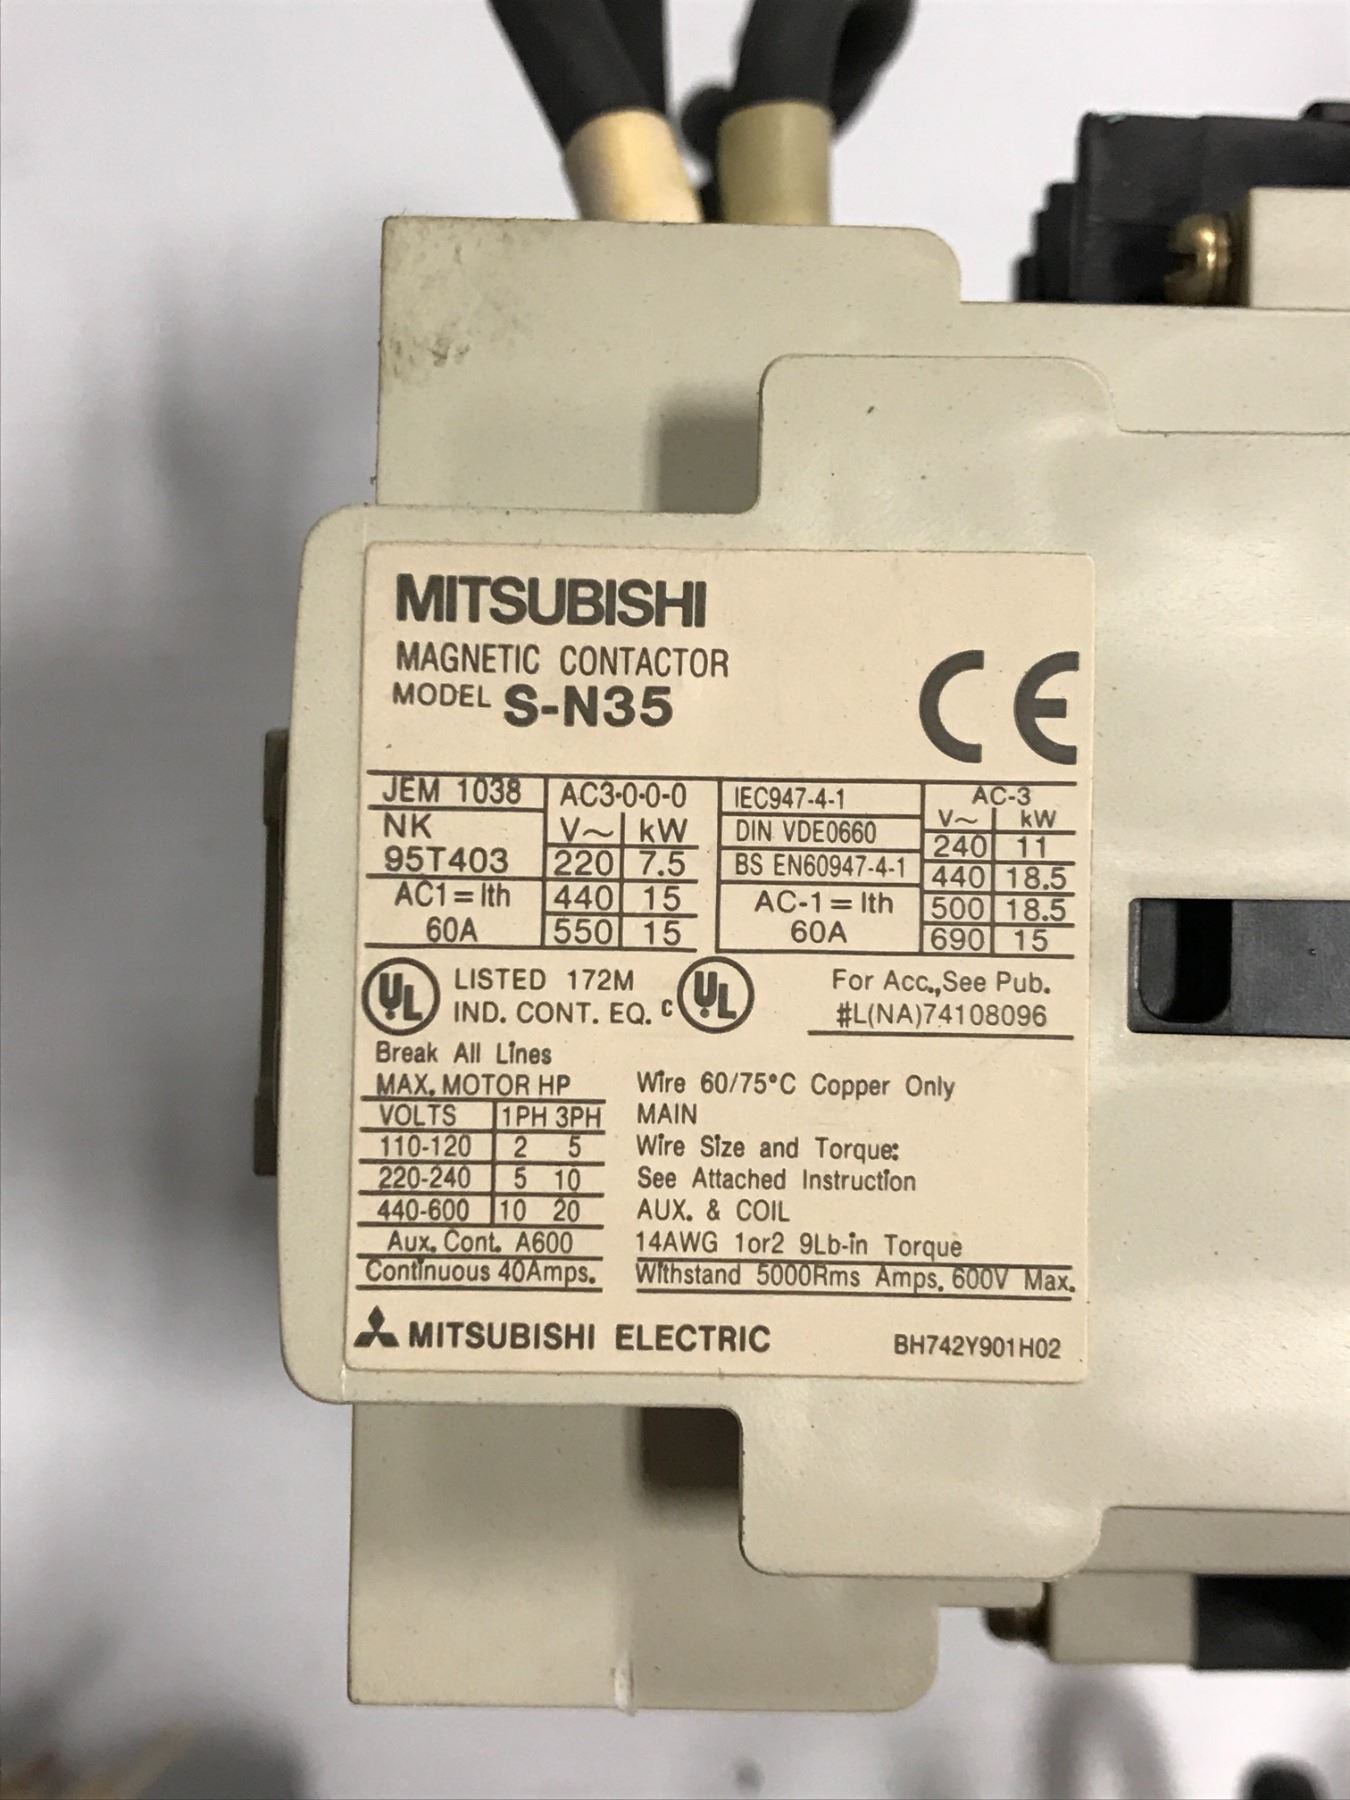 MITSUBISHI
MAGNETIC CONTACTOR
MODEL S-N35
CE
JEM 1038
NK
95T403
AC1=Ith
60A
AC3·0-0-0
V~ kW
220 7.5
440 15
550 15
IEC947-4-1
DIN VDE0660
BS EN60947-4-1
AC-1=Ith
60A
AC-3
V~ kW
240 11
440 18.5
500 18.5
690 15
UL LISTED 172M
IND. CONT. EQ. c UL
For Acc.,See Pub.
#L(NA)74108096
Break All Lines
MAX. MOTOR HP
VOLTS 1PH 3PH
110-120 2 5
220-240 5 10
440-600 10 20
Aux. Cont. A600
Continuous 40Amps.
Wire 60/75°C Copper Only
MAIN
Wire Size and Torque:
See Attached Instruction
AUX. & COIL
14AWG 1or2 9Lb-in Torque
Withstand 5000Rms Amps. 600V Max.
MITSUBISHI ELECTRIC
BH742Y901H02